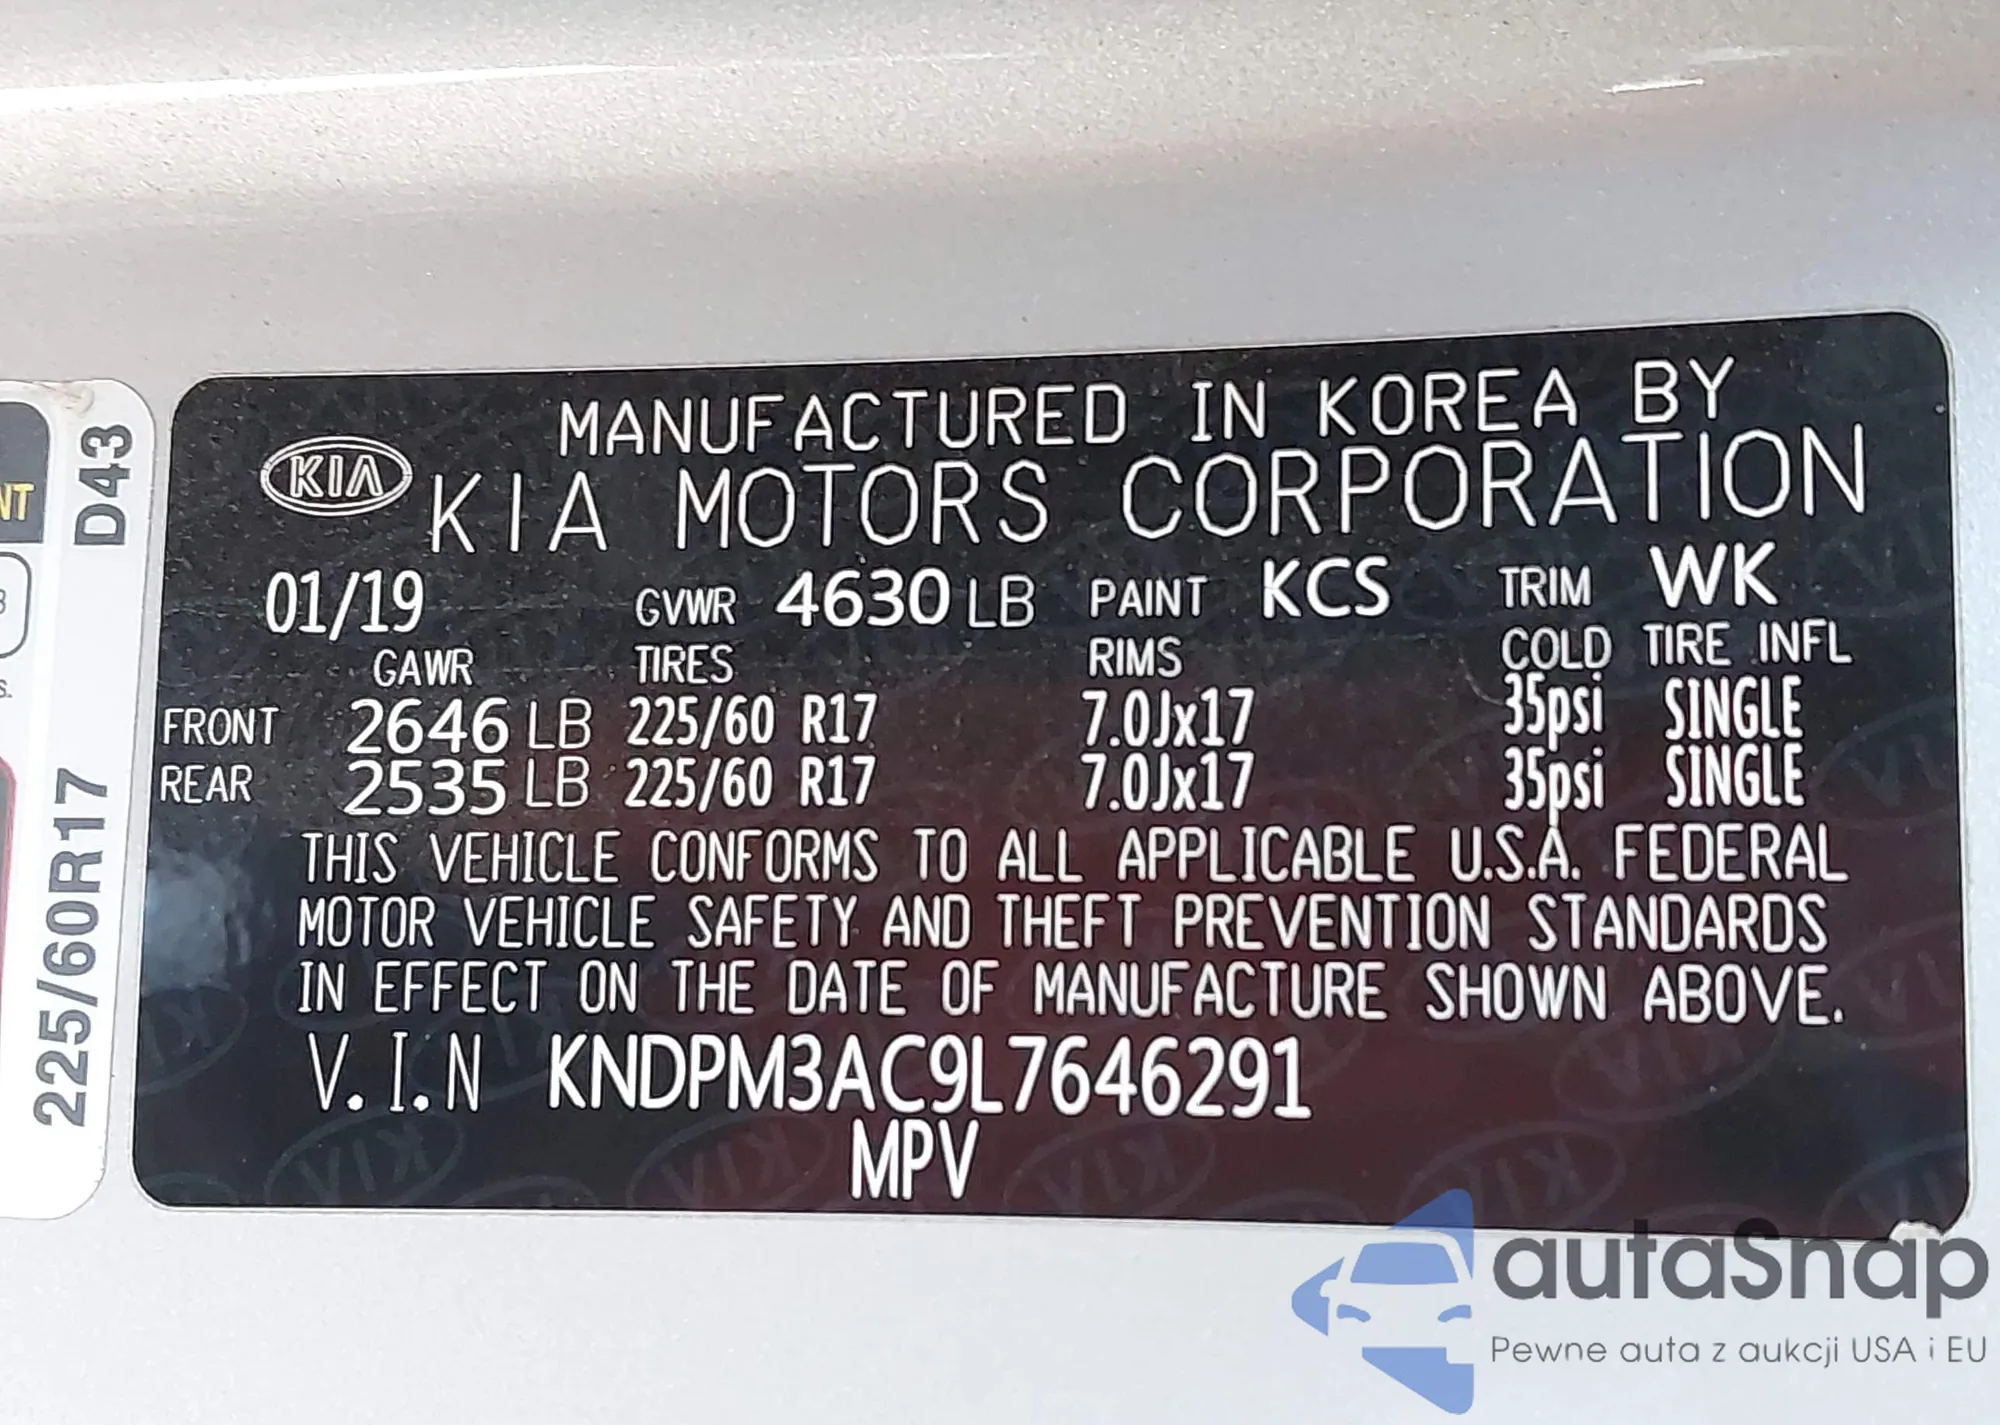 MANUFACTURED IN KOREA BY
KIA KIA MOTORS CORPORATION
01/19 GVWR 4630 LB PAINT KCS TRIM WK
GAWR TIRES RIMS COLD TIRE INFL
FRONT 2646 LB 225/60 R17 7.0Jx17 35psi SINGLE
REAR 2535 LB 225/60 R17 7.0Jx17 35psi SINGLE
THIS VEHICLE CONFORMS TO ALL APPLICABLE U.S.A. FEDERAL
MOTOR VEHICLE SAFETY AND THEFT PREVENTION STANDARDS
IN EFFECT ON THE DATE OF MANUFACTURE SHOWN ABOVE.
V.I.N KNDPM3AC9L7646291
MPV
225/60R17 D43
autaSnap
Pewne auta z aukcji USA i EU